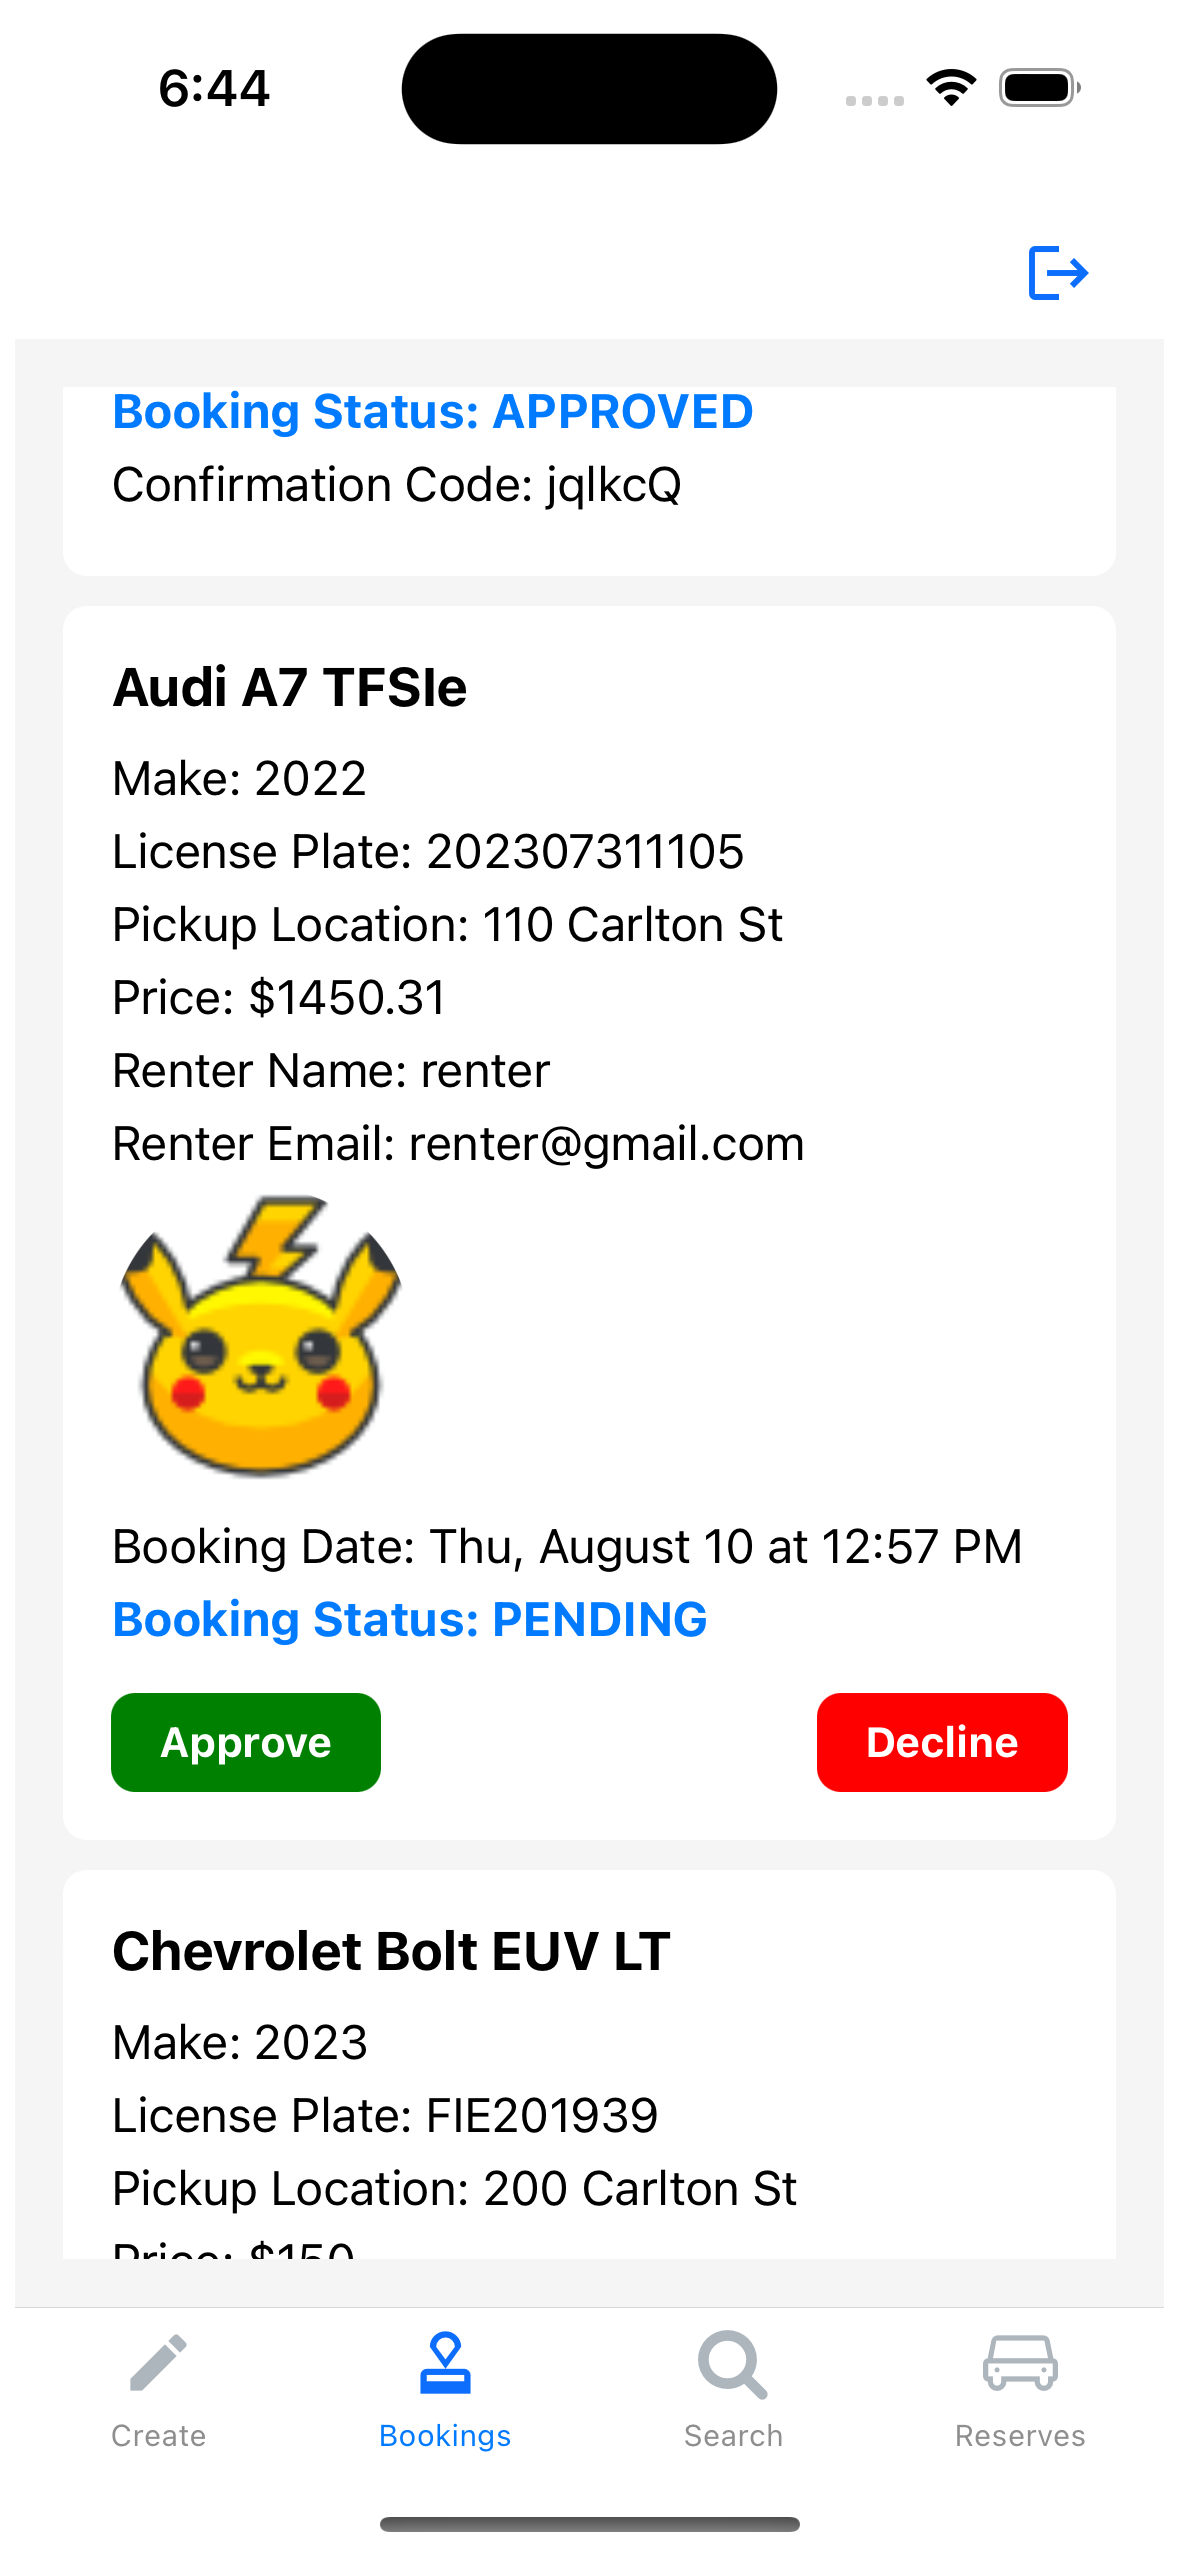 6:44
Booking Status: APPROVED
Confirmation Code: jqlkcQ
Audi A7 TFSIe
Make: 2022
License Plate: 202307311105
Pickup Location: 110 Carlton St
Price: $1450.31
Renter Name: renter
Renter Email: renter@gmail.com
Booking Date: Thu, August 10 at 12:57 PM
Booking Status: PENDING
Approve
Decline
Chevrolet Bolt EUV LT
Make: 2023
License Plate: FIE201939
Pickup Location: 200 Carlton St
Price: $150
Create
Bookings
Search
Reserves